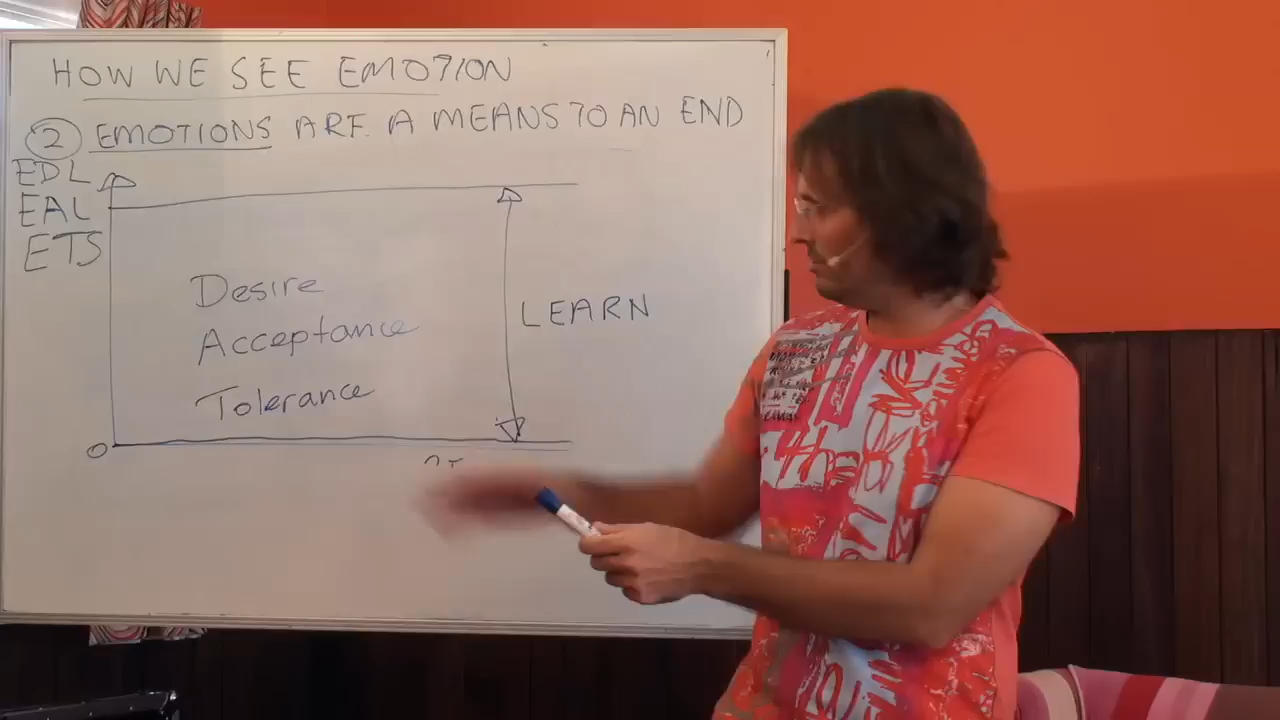 HOW WE SEE EMOTION
② EMOTIONS ARE A MEANS TO AN END
EDL
EAL
ETS
Desire
Acceptance
Tolerance
LEARN
0